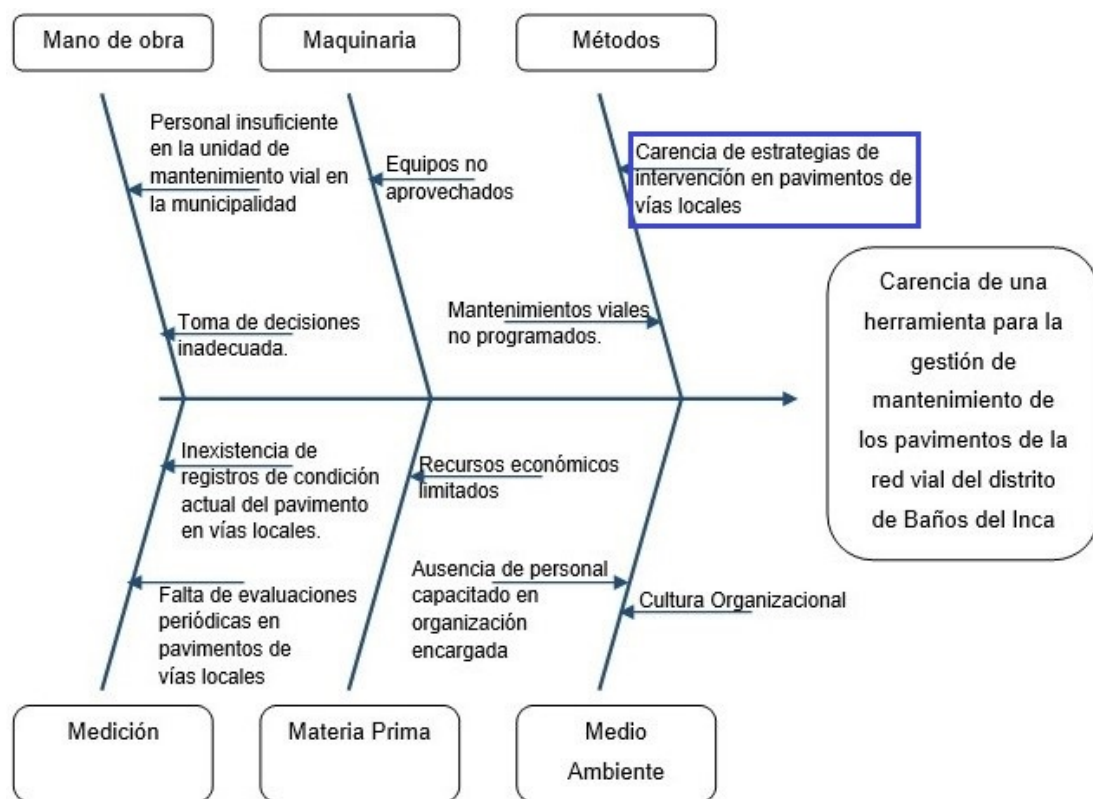 Mano de obra
Maquinaria
Métodos
Personal insuficiente
en la unidad de
mantenimiento vial en
la municipalidad
Equipos no
aprovechados
Carencia de estrategias de
intervención en pavimentos de
vías locales
Toma de decisiones
inadecuada.
Mantenimientos viales
no programados.
Carencia de una
herramienta para la
gestión de
mantenimiento de
los pavimentos de la
red vial del distrito
de Baños del Inca
Inexistencia de
registros de condición
actual del pavimento
en vías locales.
Recursos económicos
limitados
Falta de evaluaciones
periódicas en
pavimentos de
vías locales
Ausencia de personal
capacitado en
organización
encargada
Cultura Organizacional
Medición
Materia Prima
Medio
Ambiente